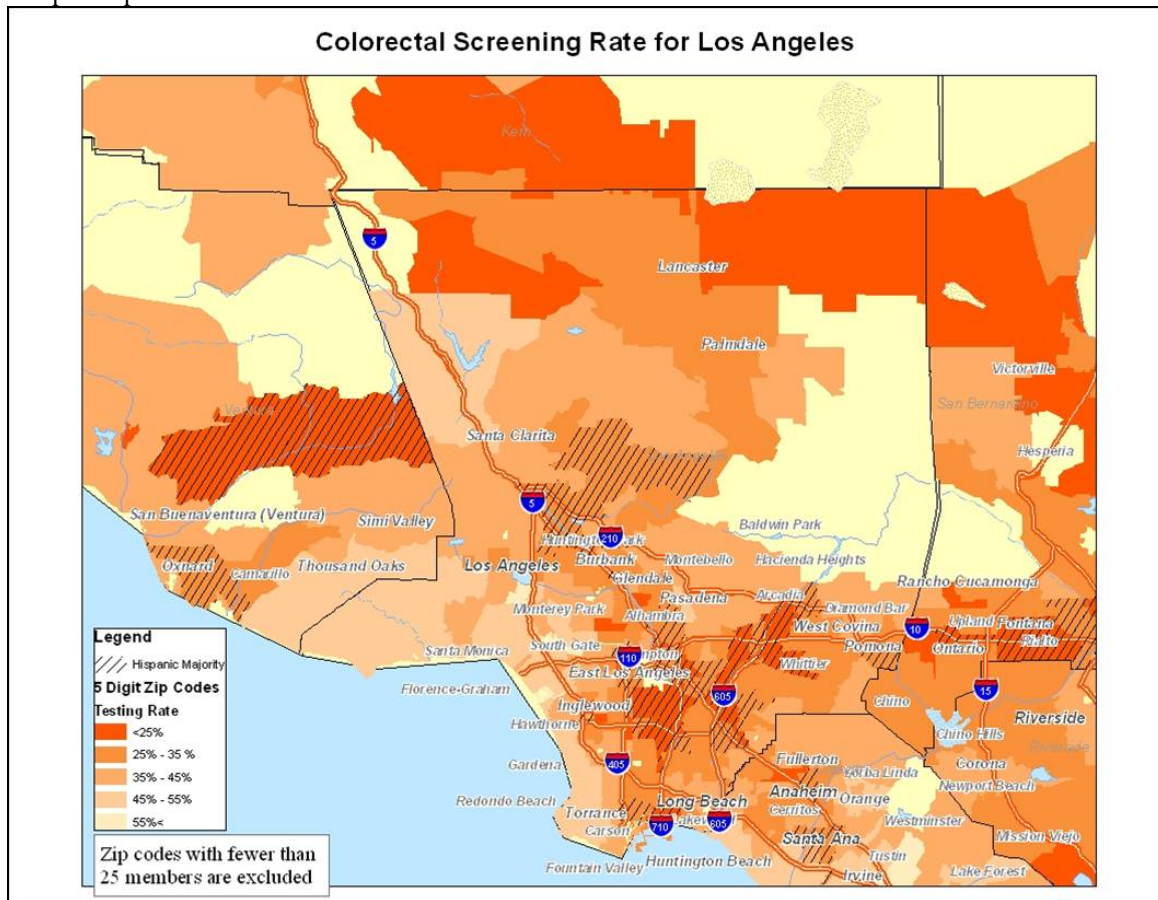 Colorectal Screening Rate for Los Angeles
Kern
5
Lancaster
Palmdale
Victorville
San Bernardino
Ventura
Santa Clarita
Hesperia
5
San Buenaventura (Ventura)
Simi Valley
210
Baldwin Park
Burbank
Montebello
Hacienda Heights
Oxnard
Camarillo
Thousand Oaks
Los Angeles
Glendale
Rancho Cucamonga
Pasadena
Arcadia
Monterey Park
Alhambra
Diamond Bar
West Covina
10
Upland
Fontana
South Gate
Pomona
Ontario
Rialto
Santa Monica
110
East Los Angeles
Whittier
Florence-Graham
605
15
Inglewood
Chino
Hawthorne
Riverside
Chino Hills
Riverside
Gardena
405
Fullerton
Corona
Yorba Linda
Newport Beach
Redondo Beach
Long Beach
Anaheim
Orange
Torrance
Cerritos
Carson
710
605
Westminster
Santa Ana
Mission Viejo
Fountain Valley
Huntington Beach
Tustin
Irvine
Lake Forest
Legend
Hispanic Majority
5 Digit Zip Codes
Testing Rate
<25%
25% - 35 %
35% - 45%
45% - 55%
55%<
Zip codes with fewer than
25 members are excluded